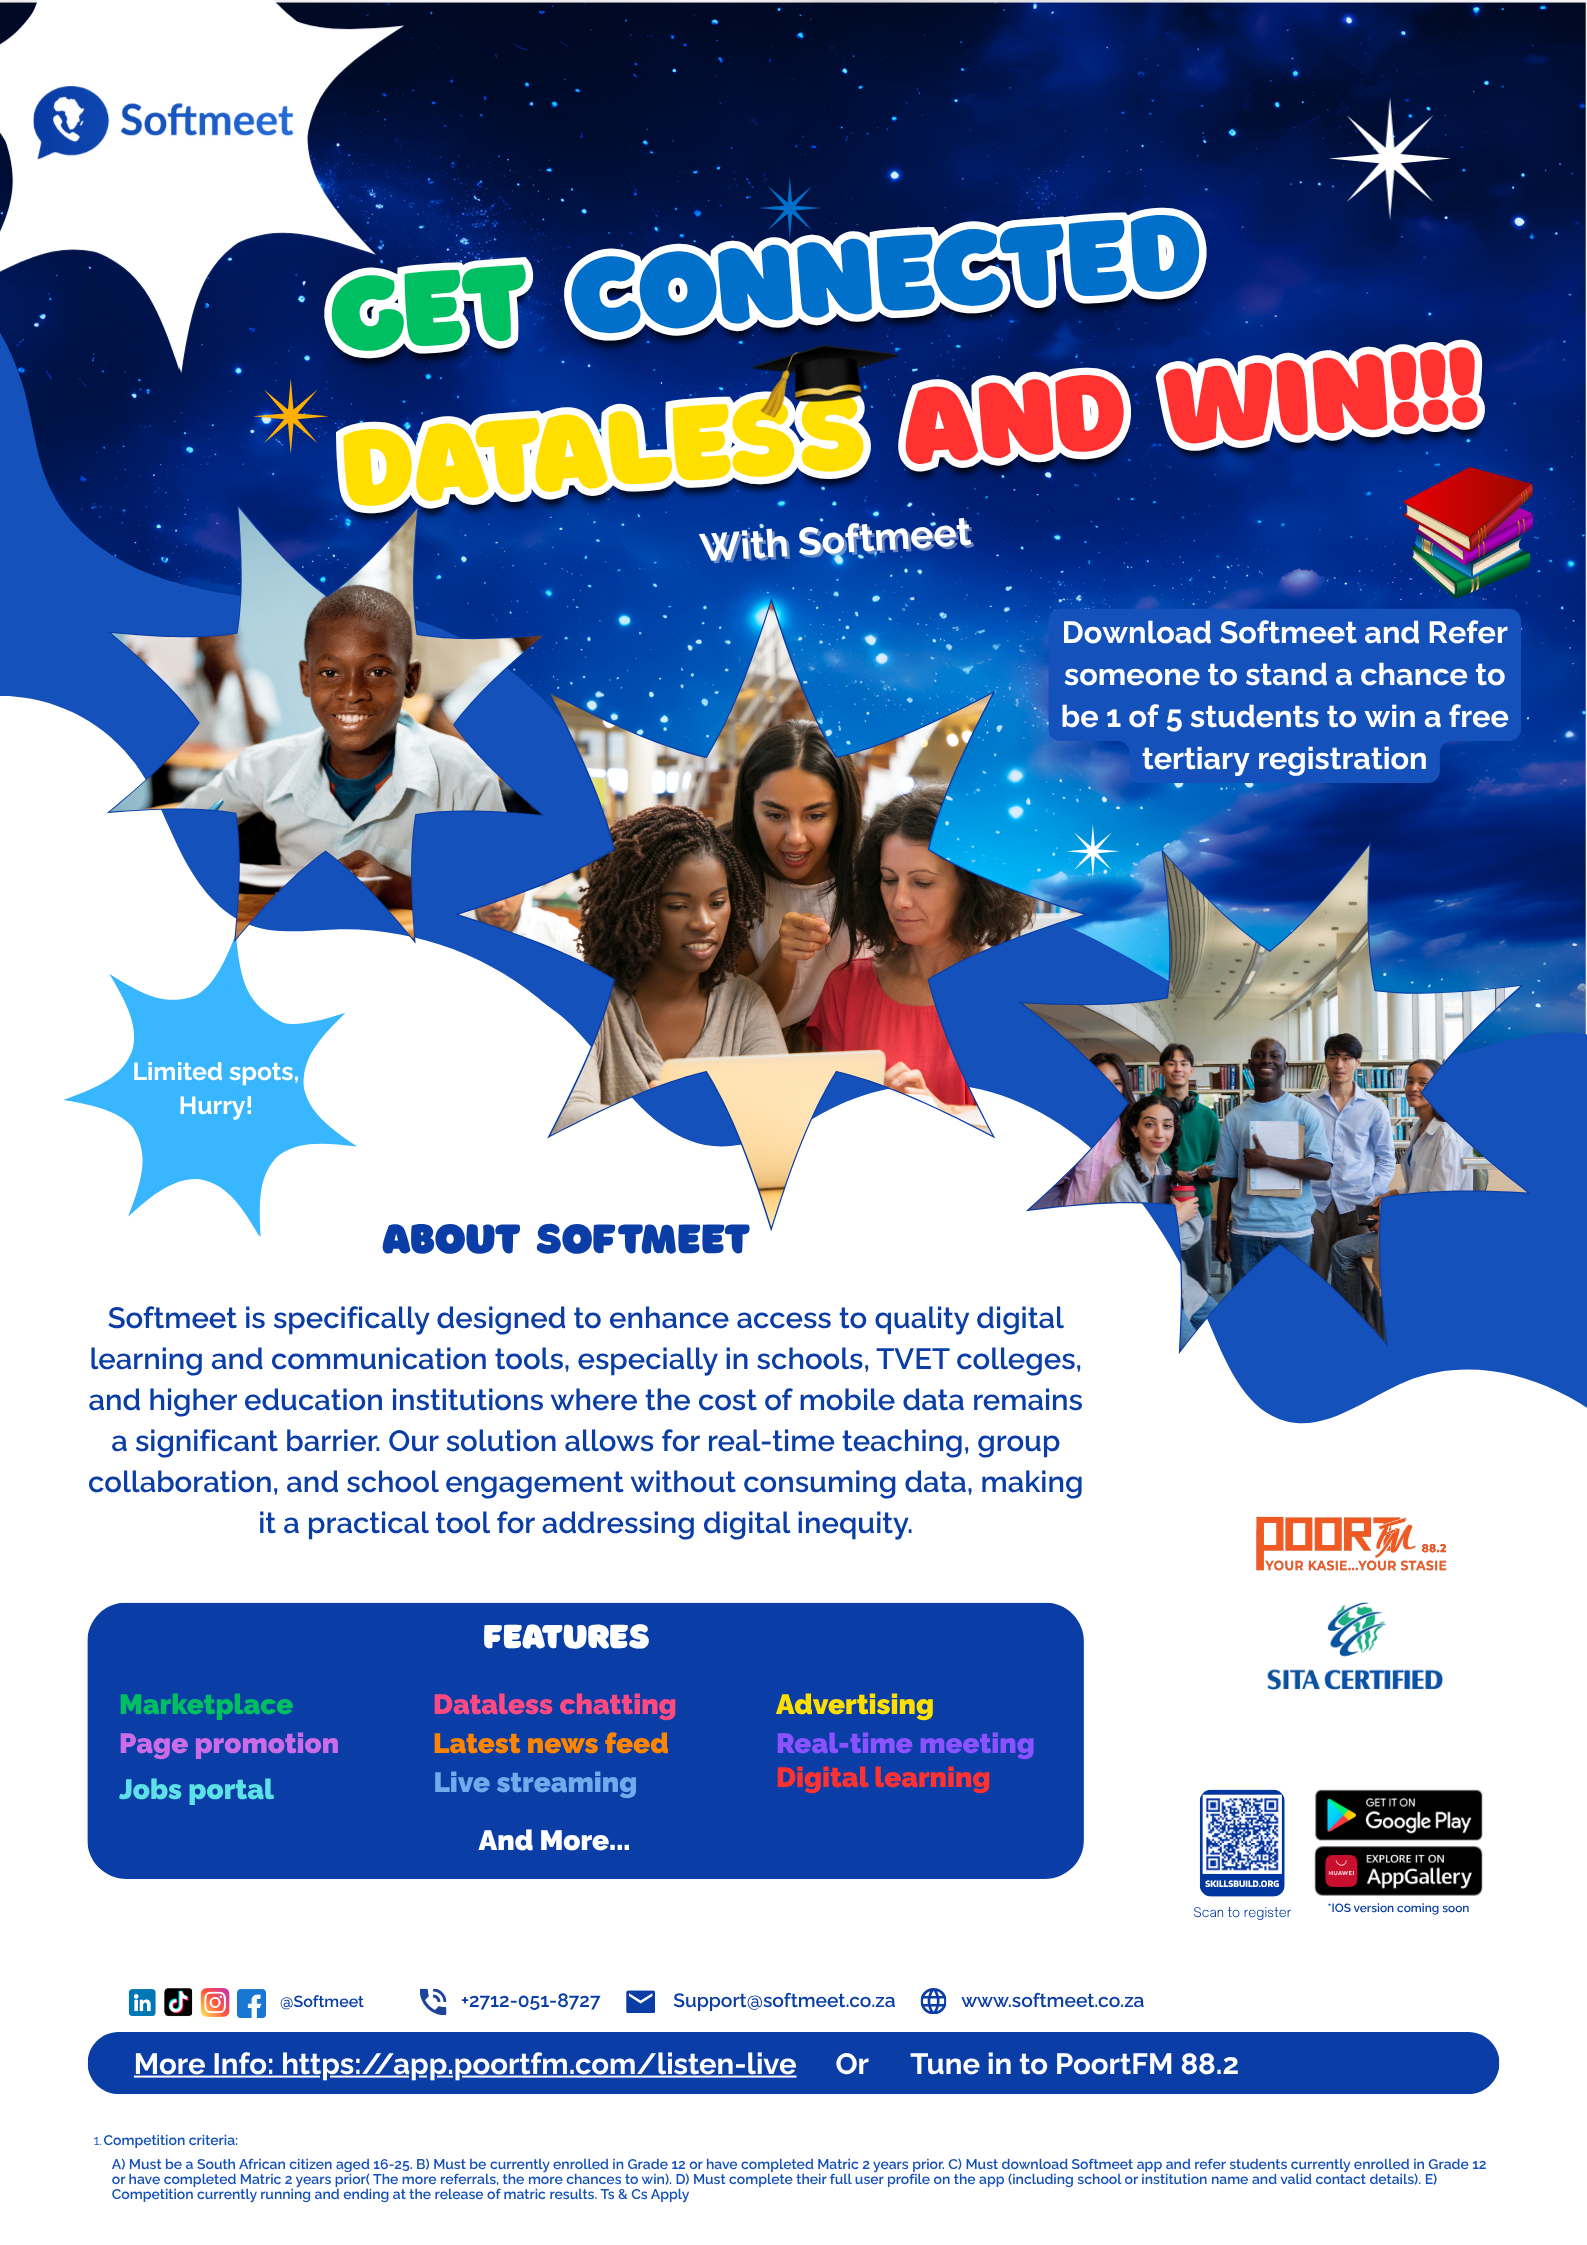 Softmeet
GET CONNECTED
DATALESS AND WIN!!!
With Softmeet
Download Softmeet and Refer
someone to stand a chance to
be 1 of 5 students to win a free
tertiary registration
Limited spots,
Hurry!
ABOUT SOFTMEET
Softmeet is specifically designed to enhance access to quality digital
learning and communication tools, especially in schools, TVET colleges,
and higher education institutions where the cost of mobile data remains
a significant barrier. Our solution allows for real-time teaching, group
collaboration, and school engagement without consuming data, making
it a practical tool for addressing digital inequity.
POORT FM 88.2
YOUR KASIE...YOUR STASIE
SITA CERTIFIED
FEATURES
Marketplace
Page promotion
Jobs portal
Dataless chatting
Latest news feed
Live streaming
Advertising
Real-time meeting
Digital learning
And More...
SKILLSBUILD.ORG
Scan to register
GET IT ON
Google Play
HUAWEI
EXPLORE IT ON
AppGallery
*IOS version coming soon
@Softmeet +2712-051-8727 Support@softmeet.co.za www.softmeet.co.za
More Info: https://app.poortfm.com/listen-live Or Tune in to PoortFM 88.2
1. Competition criteria:
A) Must be a South African citizen aged 16-25. B) Must be currently enrolled in Grade 12 or have completed Matric 2 years prior. C) Must download Softmeet app and refer students currently enrolled in Grade 12
or have completed Matric 2 years prior( The more referrals, the more chances to win). D) Must complete their full user profile on the app (including school or institution name and valid contact details). E)
Competition currently running and ending at the release of matric results. Ts & Cs Apply